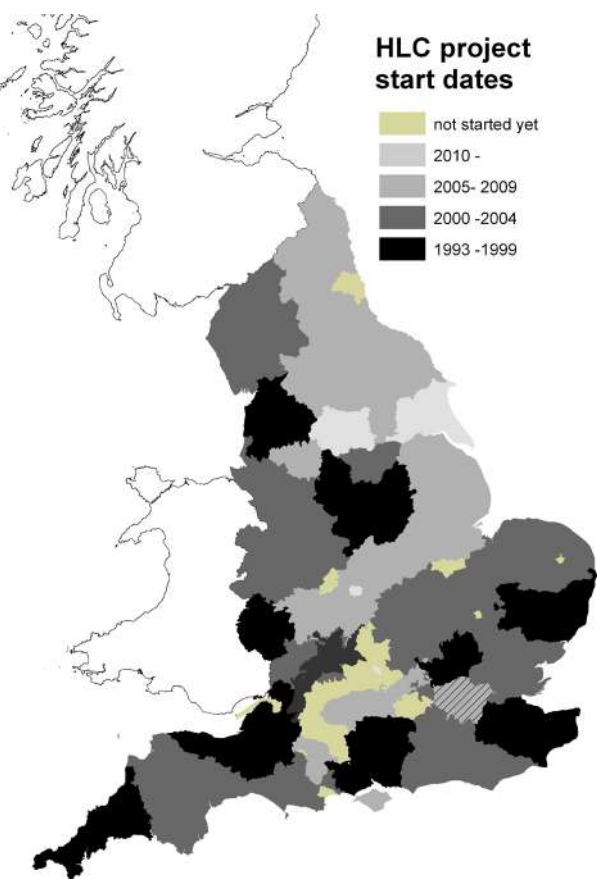 HLC project
start dates
not started yet
2010 -
2005- 2009
2000 -2004
1993 -1999